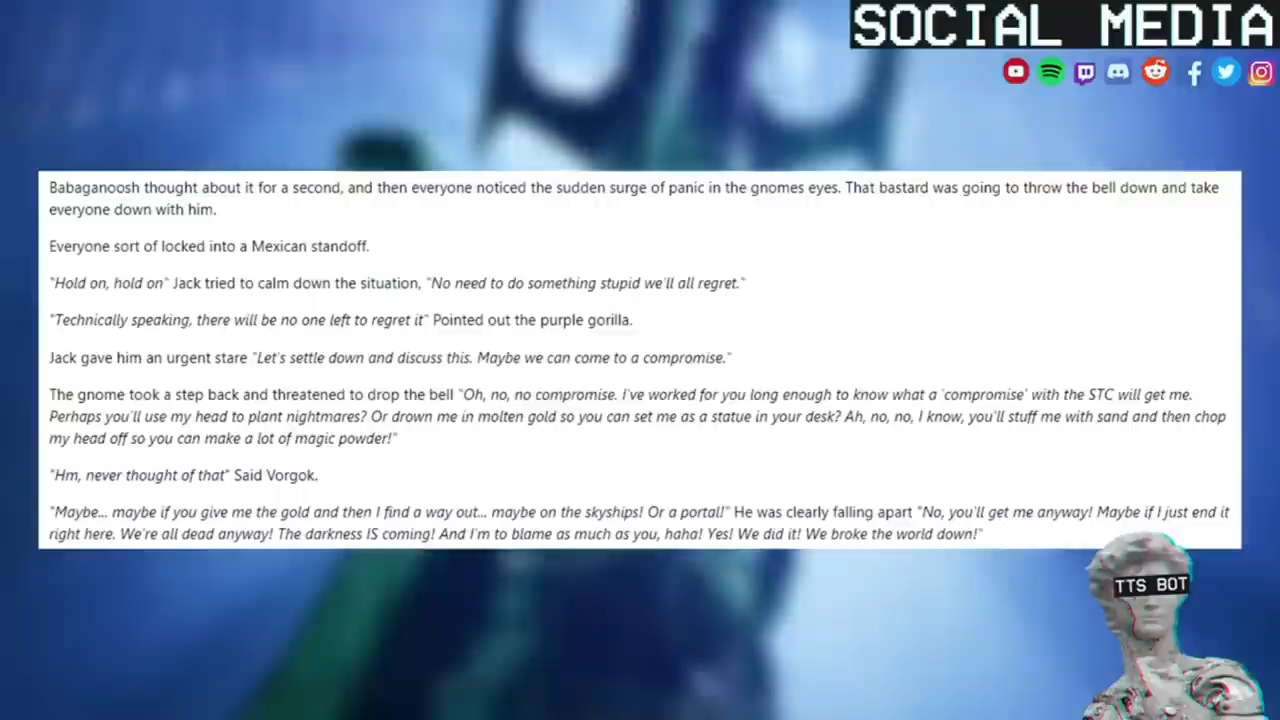 SOCIAL MEDIA
Babaganoosh thought about it for a second, and then everyone noticed the sudden surge of panic in the gnomes eyes. That bastard was going to throw the bell down and take
everyone down with him.
Everyone sort of locked into a Mexican standoff.
"Hold on, hold on" Jack tried to calm down the situation, "No need to do something stupid we'll all regret."
"Technically speaking, there will be no one left to regret it" Pointed out the purple gorilla.
Jack gave him an urgent stare "Let's settle down and discuss this. Maybe we can come to a compromise."
The gnome took a step back and threatened to drop the bell "Oh, no, no compromise. I've worked for you long enough to know what a 'compromise' with the STC will get me.
Perhaps you'll use my head to plant nightmares? Or drown me in molten gold so you can set me as a statue in your desk? Ah, no, no, I know, you'll stuff me with sand and then chop
my head off so you can make a lot of magic powder!"
"Hm, never thought of that" Said Vorgok.
"Maybe... maybe if you give me the gold and then I find a way out... maybe on the skyships! Or a portal!" He was clearly falling apart "No, you'll get me anyway! Maybe if I just end it
right here. We're all dead anyway! The darkness IS coming! And I'm to blame as much as you, haha! Yes! We did it! We broke the world down!"
TTS BOT